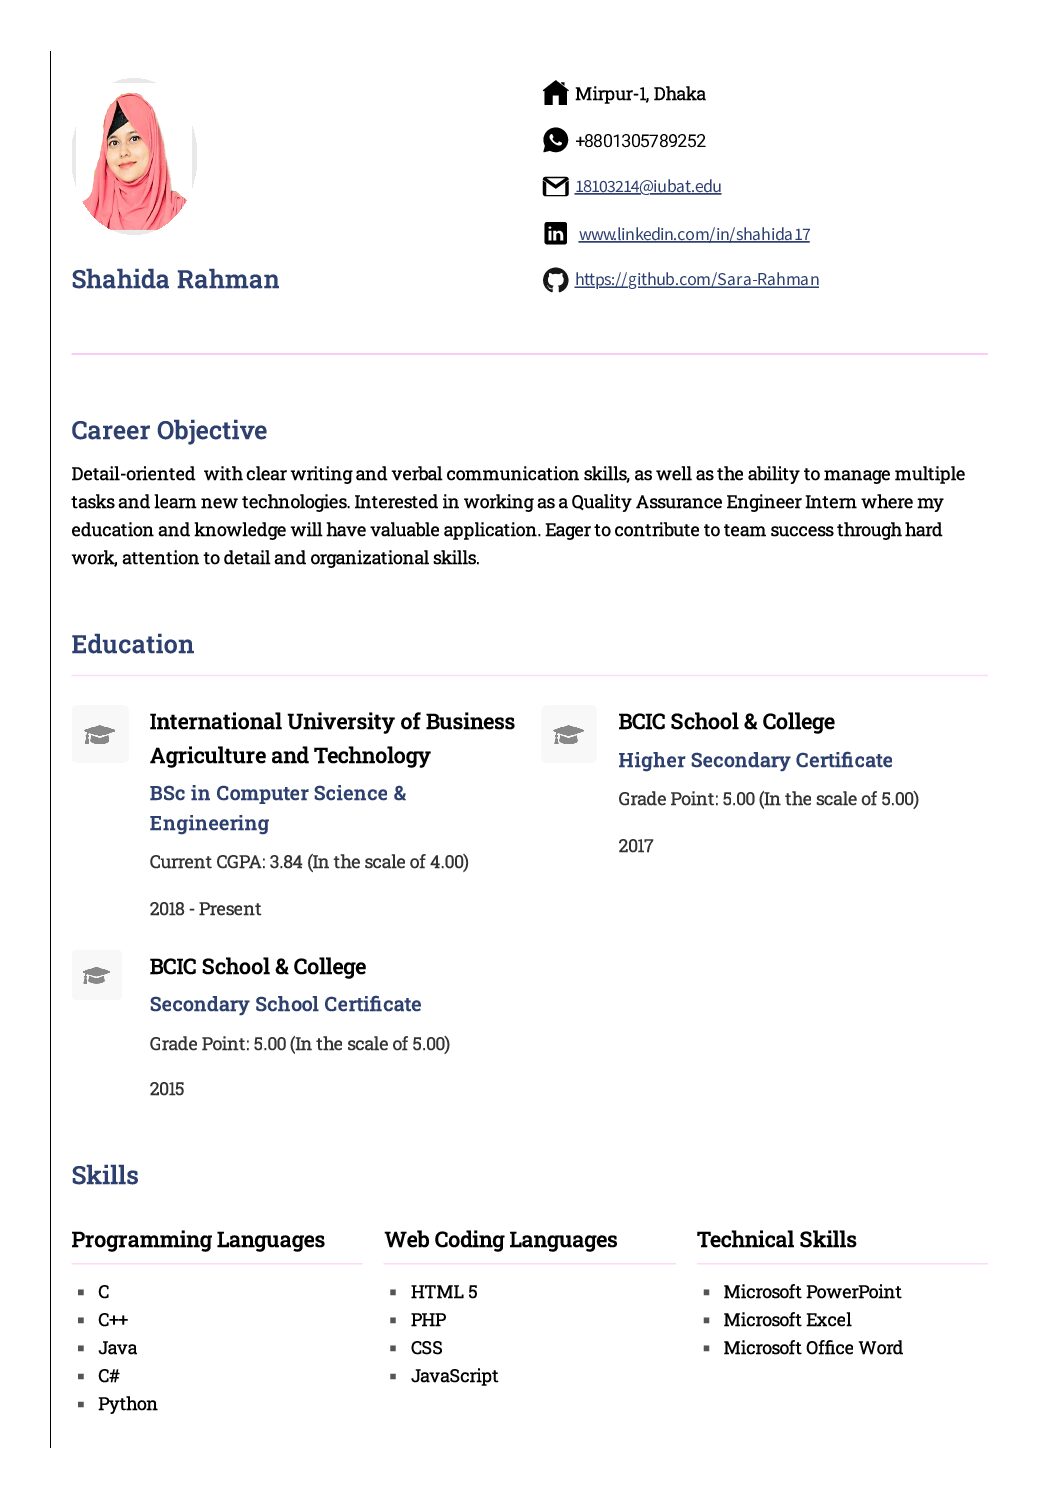 Shahida Rahman
Mirpur-1, Dhaka
+8801305789252
18103214@iubat.edu
www.linkedin.com/in/shahida17
https://github.com/Sara-Rahman
Career Objective
Detail-oriented  with clear writing and verbal communication skills, as well as the ability to manage multiple
tasks and learn new technologies. Interested in working as a Quality Assurance Engineer Intern where my
education and knowledge will have valuable application. Eager to contribute to team success through hard
work, attention to detail and organizational skills.
Education
International University of Business
Agriculture and Technology
BSc in Computer Science &
Engineering
Current CGPA: 3.84 (In the scale of 4.00)
2018 - Present
BCIC School & College
Higher Secondary Certificate
Grade Point: 5.00 (In the scale of 5.00)
2017
BCIC School & College
Secondary School Certificate
Grade Point: 5.00 (In the scale of 5.00)
2015
Skills
Programming Languages
C
C++
Java
C#
Python
Web Coding Languages
HTML 5
PHP
CSS
JavaScript
Technical Skills
Microsoft PowerPoint
Microsoft Excel
Microsoft Office Word